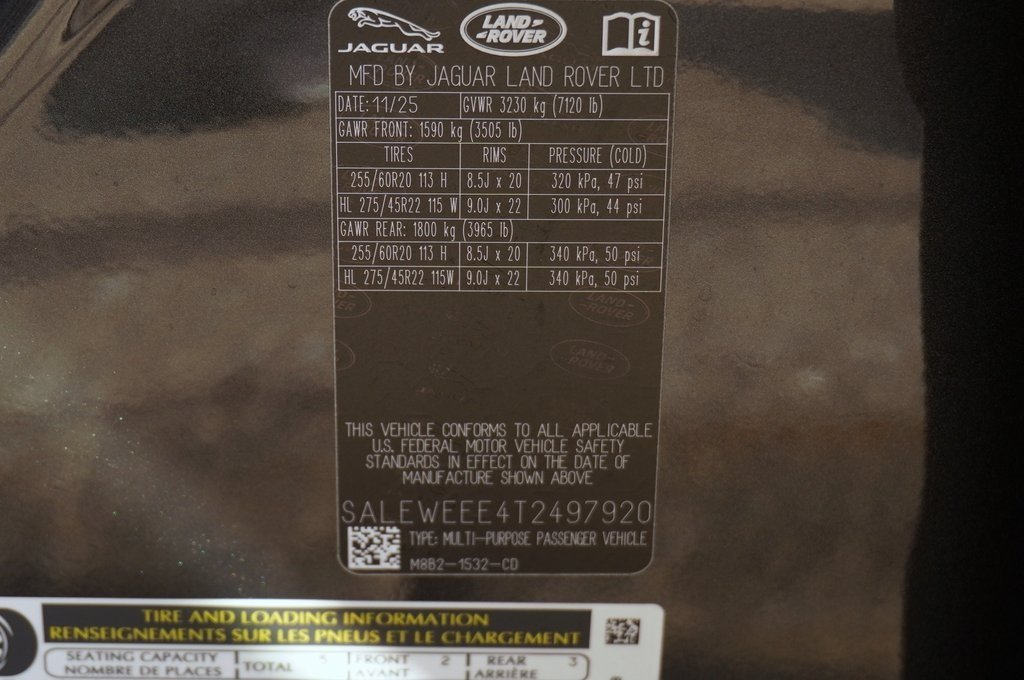 JAGUAR
LAND-
-ROVER
i
MFD BY JAGUAR LAND ROVER LTD
DATE: 11/25 GVWR 3230 kg (7120 lb)
GAWR FRONT: 1590 kg (3505 lb)
TIRES RIMS PRESSURE (COLD)
255/60R20 113 H 8.5J x 20 320 kPa, 47 psi
HL 275/45R22 115 W 9.0J x 22 300 kPa, 44 psi
GAWR REAR: 1800 kg (3965 lb)
255/60R20 113 H 8.5J x 20 340 kPa, 50 psi
HL 275/45R22 115W 9.0J x 22 340 kPa, 50 psi
LAND-
ROVER
LAND-
ROVER
THIS VEHICLE CONFORMS TO ALL APPLICABLE
U.S. FEDERAL MOTOR VEHICLE SAFETY
STANDARDS IN EFFECT ON THE DATE OF
MANUFACTURE SHOWN ABOVE
SALEWEEE4T2497920
TYPE: MULTI-PURPOSE PASSENGER VEHICLE
M8B2-1532-CD
TIRE AND LOADING INFORMATION
RENSEIGNEMENTS SUR LES PNEUS ET LE CHARGEMENT
SEATING CAPACITY TOTAL 5 FRONT 2 REAR 3
NOMBRE DE PLACES AVANT ARRIÈRE